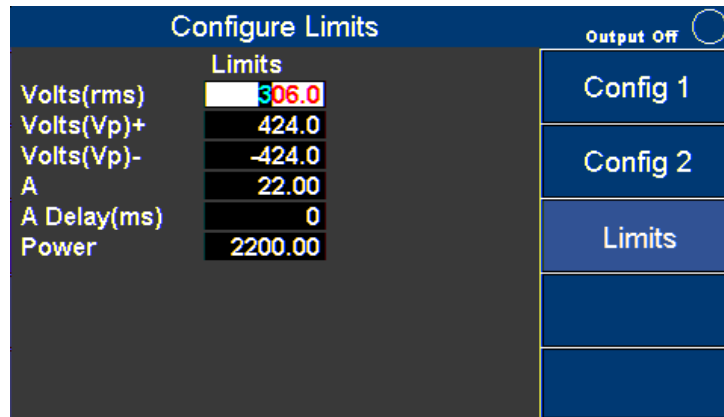 Configure Limits
Output Off
Limits
Volts(rms) 306.0
Volts(Vp)+ 424.0
Volts(Vp)- -424.0
A 22.00
A Delay(ms) 0
Power 2200.00
Config 1
Config 2
Limits